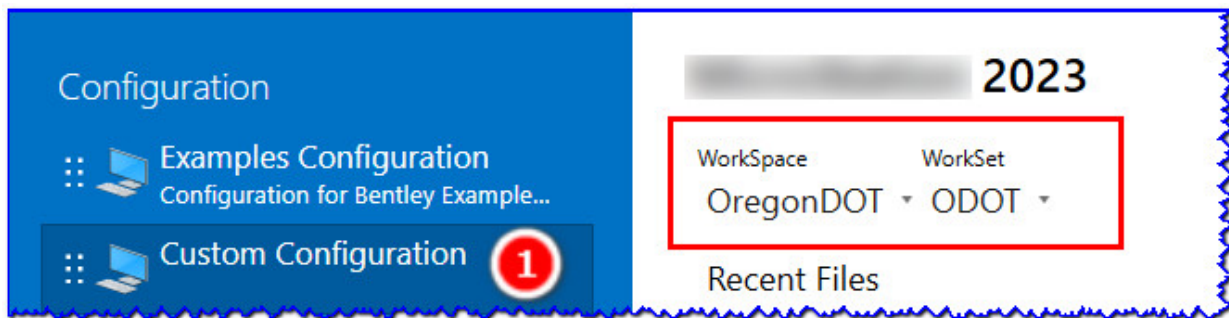 Configuration
Examples Configuration
Configuration for Bentley Example...
Custom Configuration
1
2023
WorkSpace WorkSet
OregonDOT ODOT
Recent Files